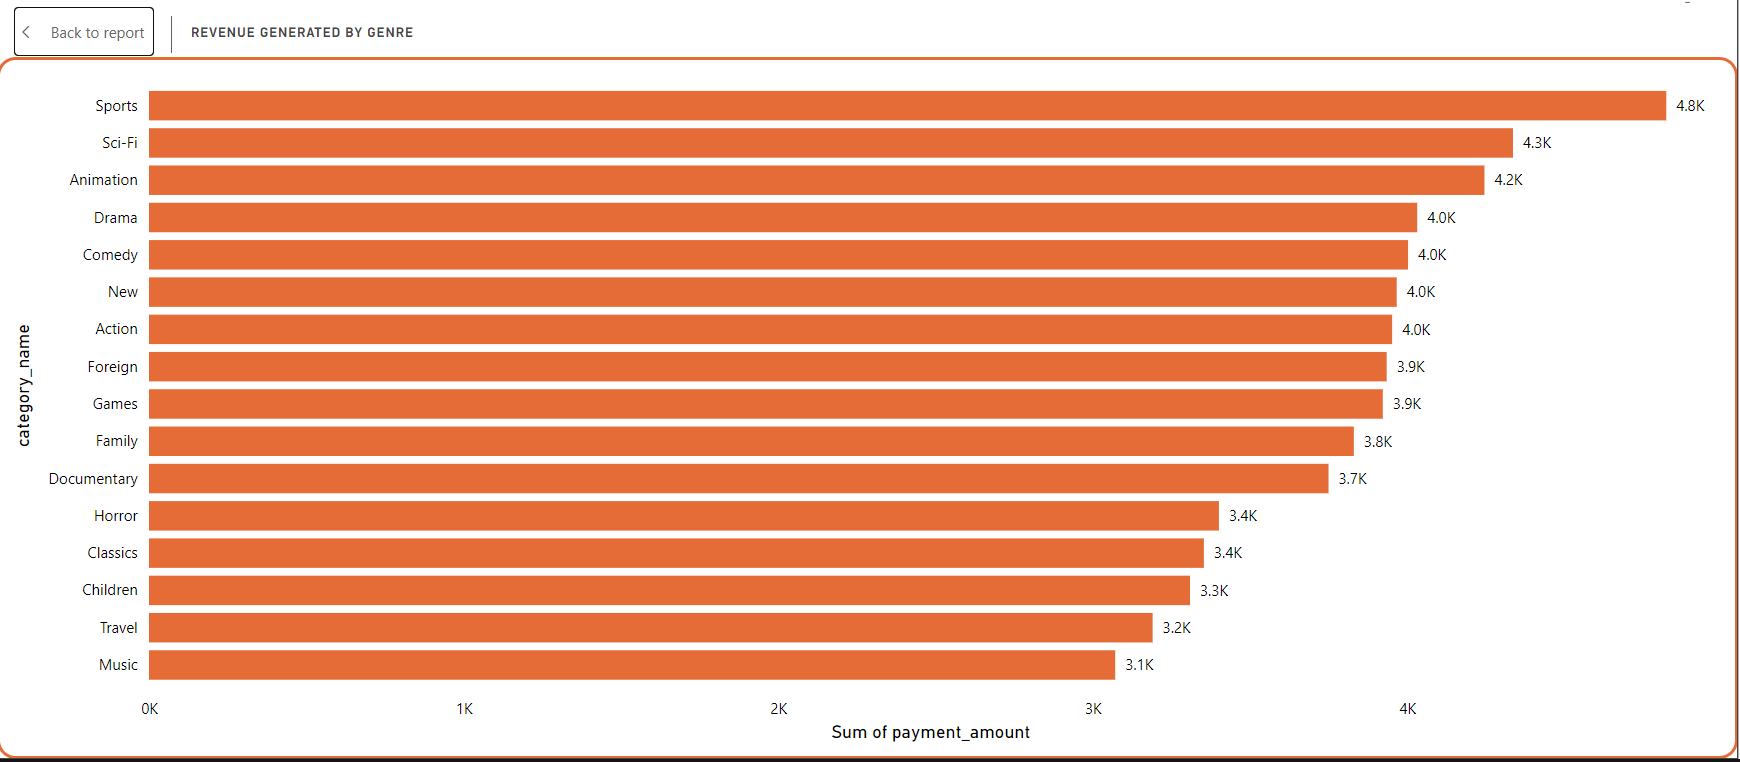 Back to report
REVENUE GENERATED BY GENRE
Sports 4.8K
Sci-Fi 4.3K
Animation 4.2K
Drama 4.0K
Comedy 4.0K
New 4.0K
Action 4.0K
Foreign 3.9K
Games 3.9K
Family 3.8K
Documentary 3.7K
Horror 3.4K
Classics 3.4K
Children 3.3K
Travel 3.2K
Music 3.1K
category_name
0K 1K 2K 3K 4K
Sum of payment_amount